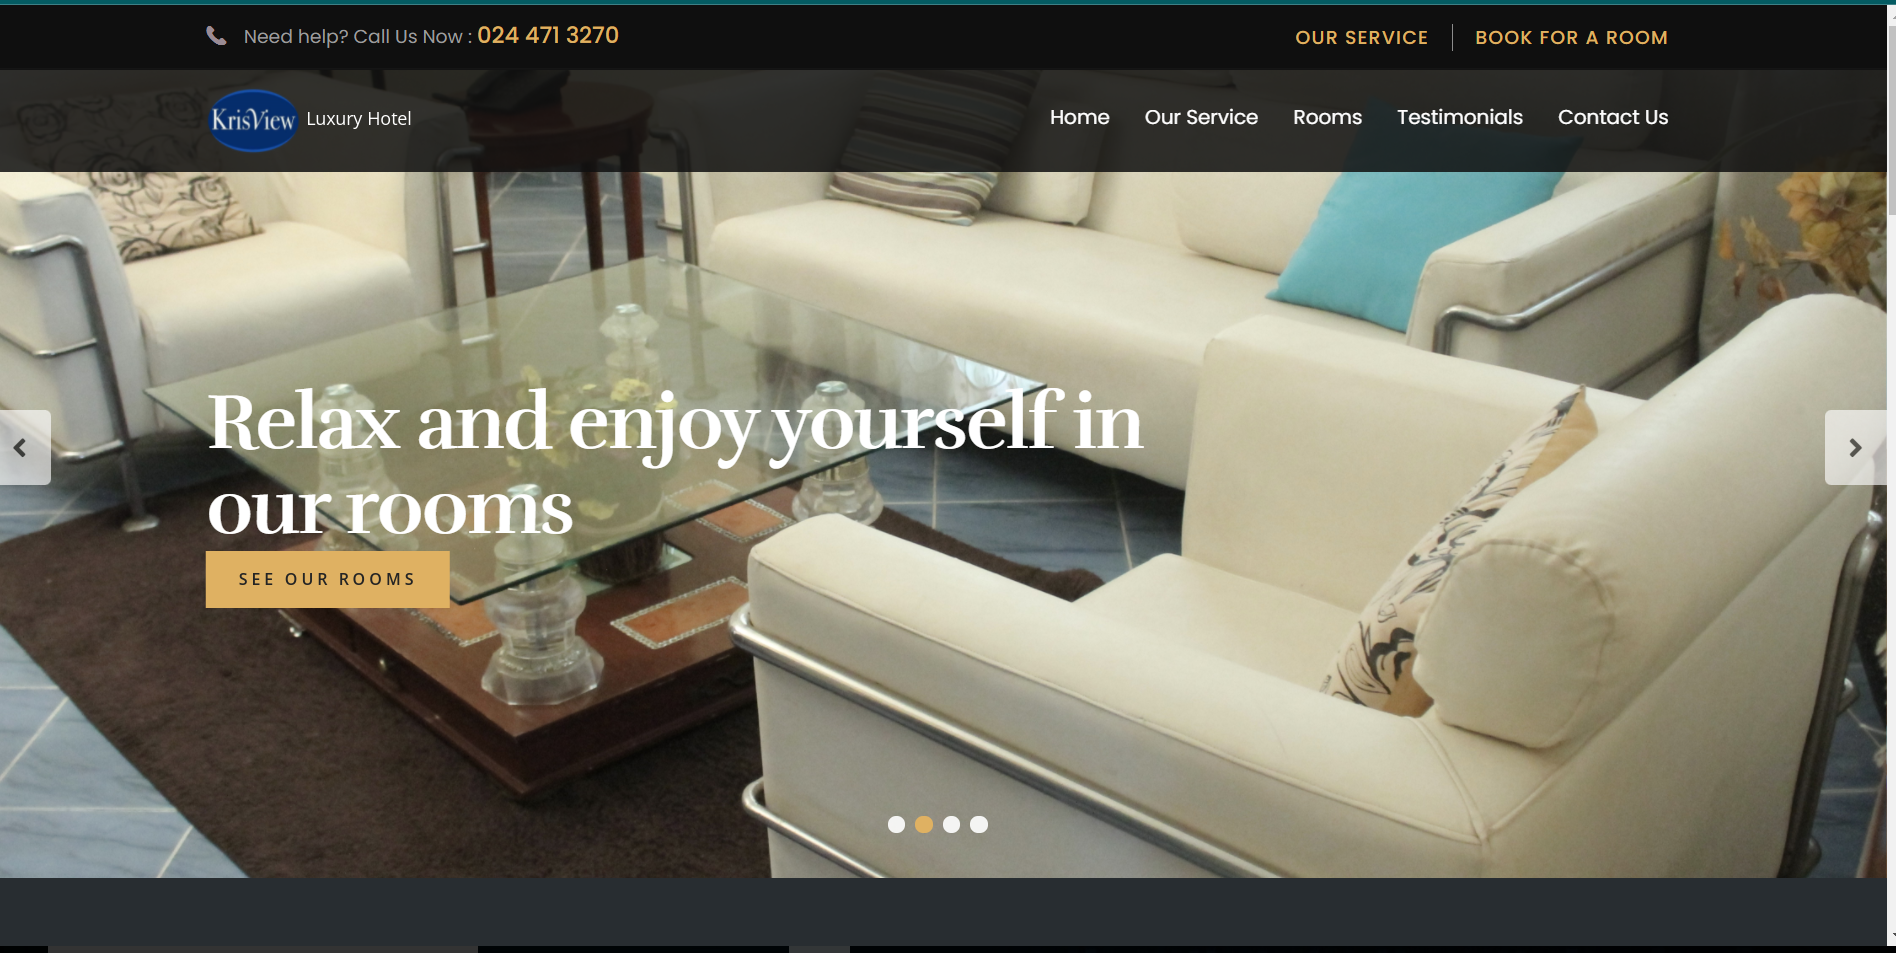 Need help? Call Us Now : 024 471 3270
OUR SERVICE
BOOK FOR A ROOM
KrisView
Luxury Hotel
Home
Our Service
Rooms
Testimonials
Contact Us
Relax and enjoy yourself in
our rooms
SEE OUR ROOMS